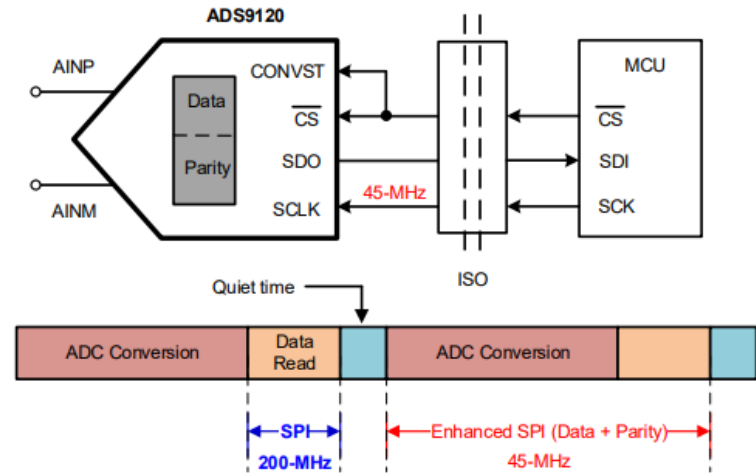 ADS9120
AINP
AINM
Data
Parity
CONVST
CS
SDO
SCLK
45-MHz
ISO
MCU
CS
SDI
SCK
Quiet time
ADC Conversion
Data
Read
ADC Conversion
SPI
200-MHz
Enhanced SPI (Data + Parity)
45-MHz